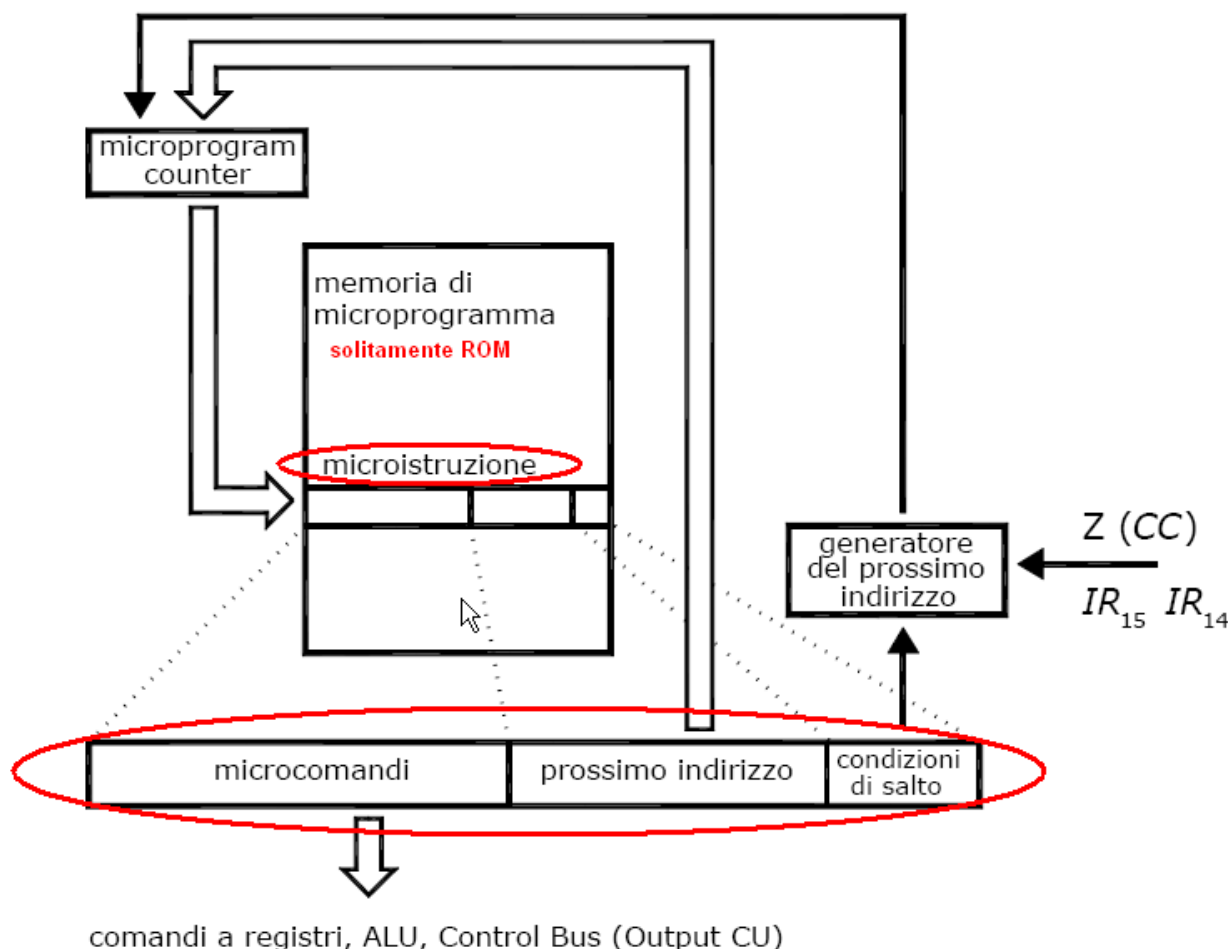 microprogram
counter
memoria di
microprogramma
solitamente ROM
microistruzione
generatore
del prossimo
indirizzo
Z (CC)
IR15 IR14
microcomandi
prossimo indirizzo
condizioni
di salto
comandi a registri, ALU, Control Bus (Output CU)